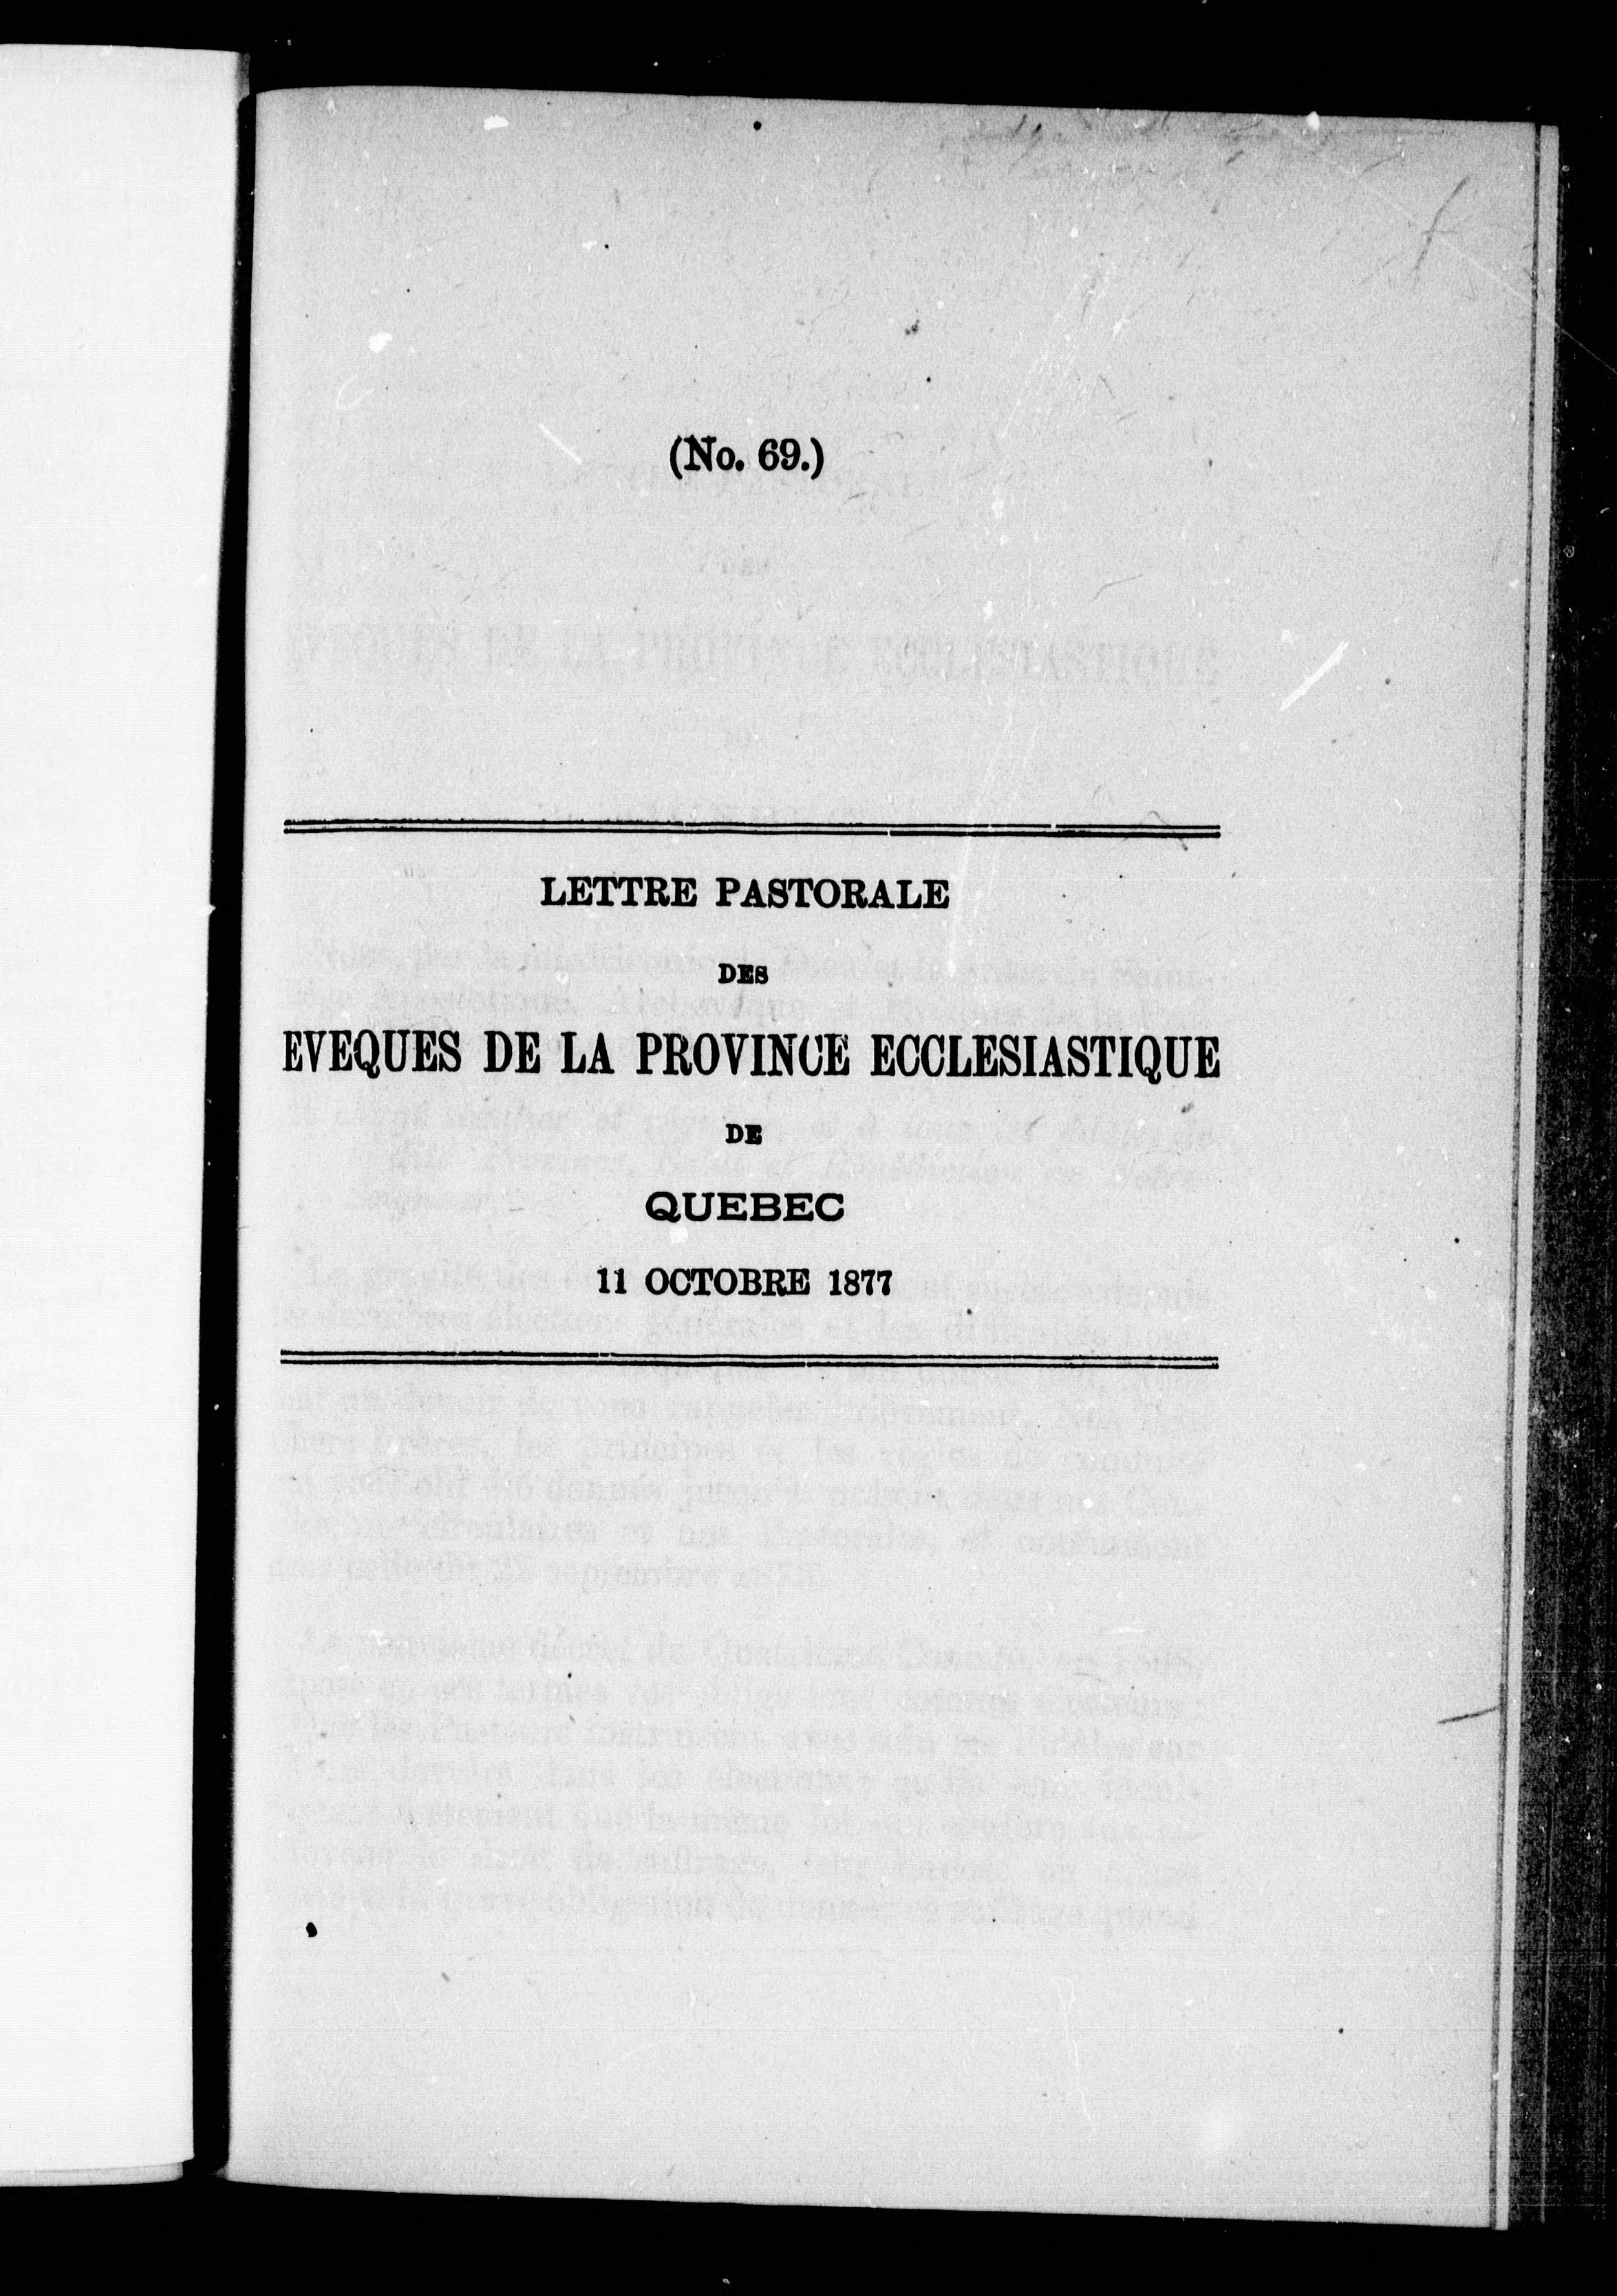 (No. 69.)
LETTRE PASTORALE
DES
EVEQUES DE LA PROVINCE ECCLESIASTIQUE
DE
QUEBEC
11 OCTOBRE 1877